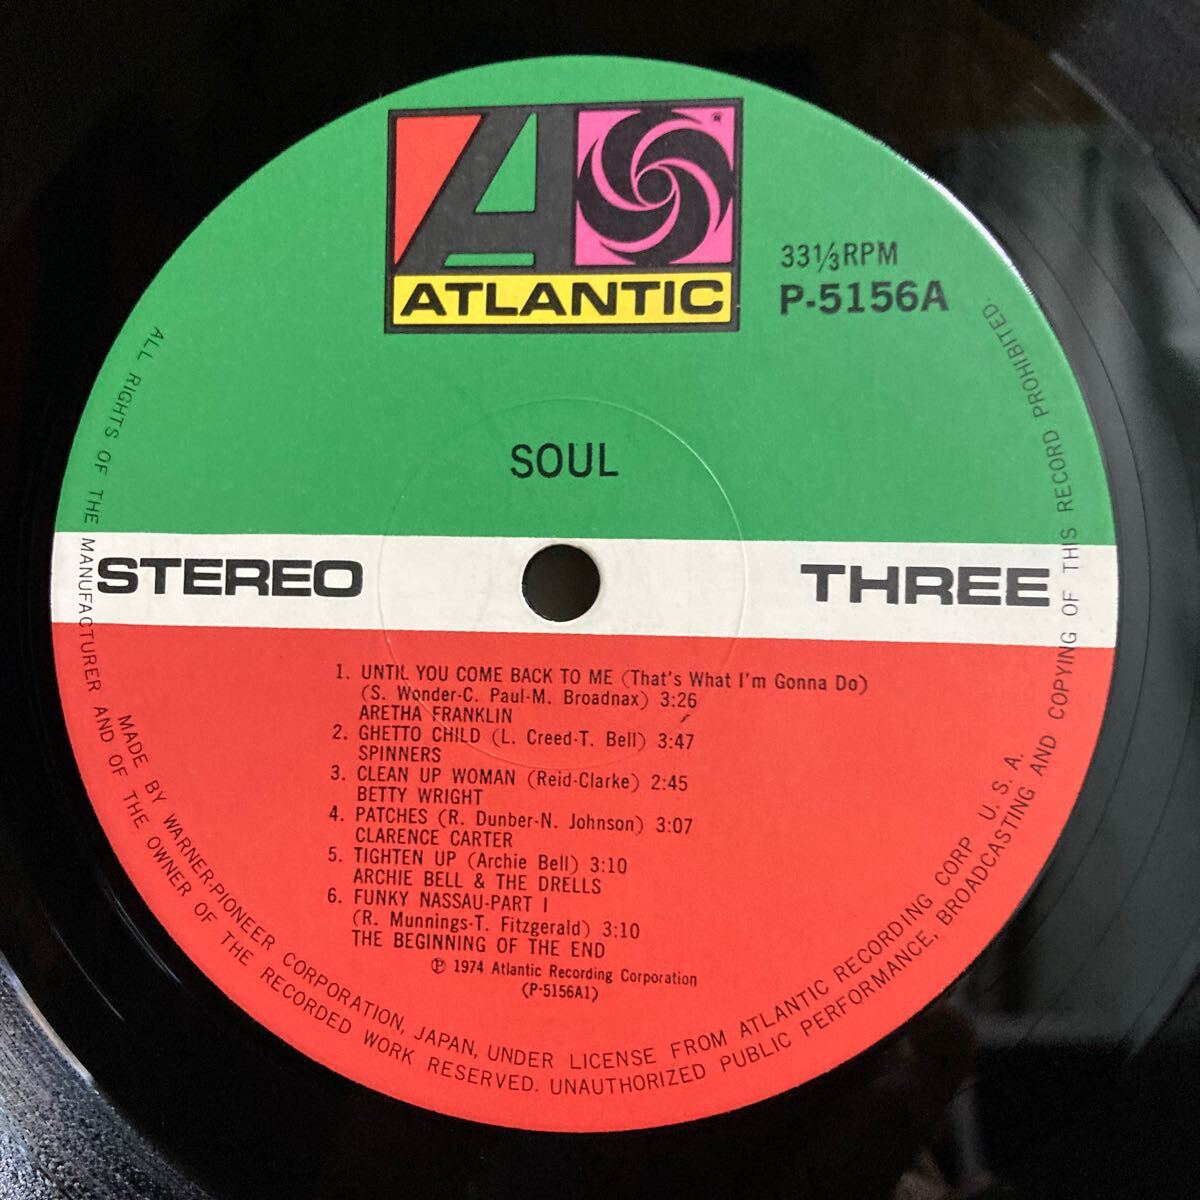 ATLANTIC
®
33⅓RPM
P-5156A
SOUL
STEREO
THREE
1. UNTIL YOU COME BACK TO ME (That's What I'm Gonna Do)
(S. Wonder-C. Paul-M. Broadnax) 3:26
ARETHA FRANKLIN
2. GHETTO CHILD (L. Creed-T. Bell) 3:47
SPINNERS
3. CLEAN UP WOMAN (Reid-Clarke) 2:45
BETTY WRIGHT
4. PATCHES (R. Dunber-N. Johnson) 3:07
CLARENCE CARTER
5. TIGHTEN UP (Archie Bell) 3:10
ARCHIE BELL & THE DRELLS
6. FUNKY NASSAU-PART I
(R. Munnings-T. Fitzgerald) 3:10
THE BEGINNING OF THE END
℗ 1974 Atlantic Recording Corporation
(P-5156A1)
MADE BY WARNER-PIONEER CORPORATION, JAPAN, UNDER LICENSE FROM ATLANTIC RECORDING CORP U. S. A.
ALL RIGHTS OF THE MANUFACTURER AND OF THE OWNER OF THE RECORDED WORK RESERVED. UNAUTHORIZED PUBLIC PERFORMANCE, BROADCASTING AND COPYING OF THS RECORD PROHIBITED.